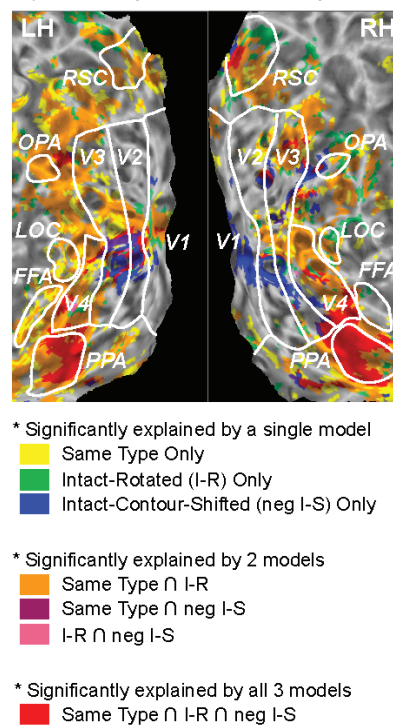 LH RH
RSC RSC
OPA V3 V2 V2 V3 OPA
LOC V1 V1 LOC
FFA V4 V4 FFA
PPA PPA
* Significantly explained by a single model
Same Type Only
Intact-Rotated (I-R) Only
Intact-Contour-Shifted (neg I-S) Only
* Significantly explained by 2 models
Same Type ∩ I-R
Same Type ∩ neg I-S
I-R ∩ neg I-S
* Significantly explained by all 3 models
Same Type ∩ I-R ∩ neg I-S